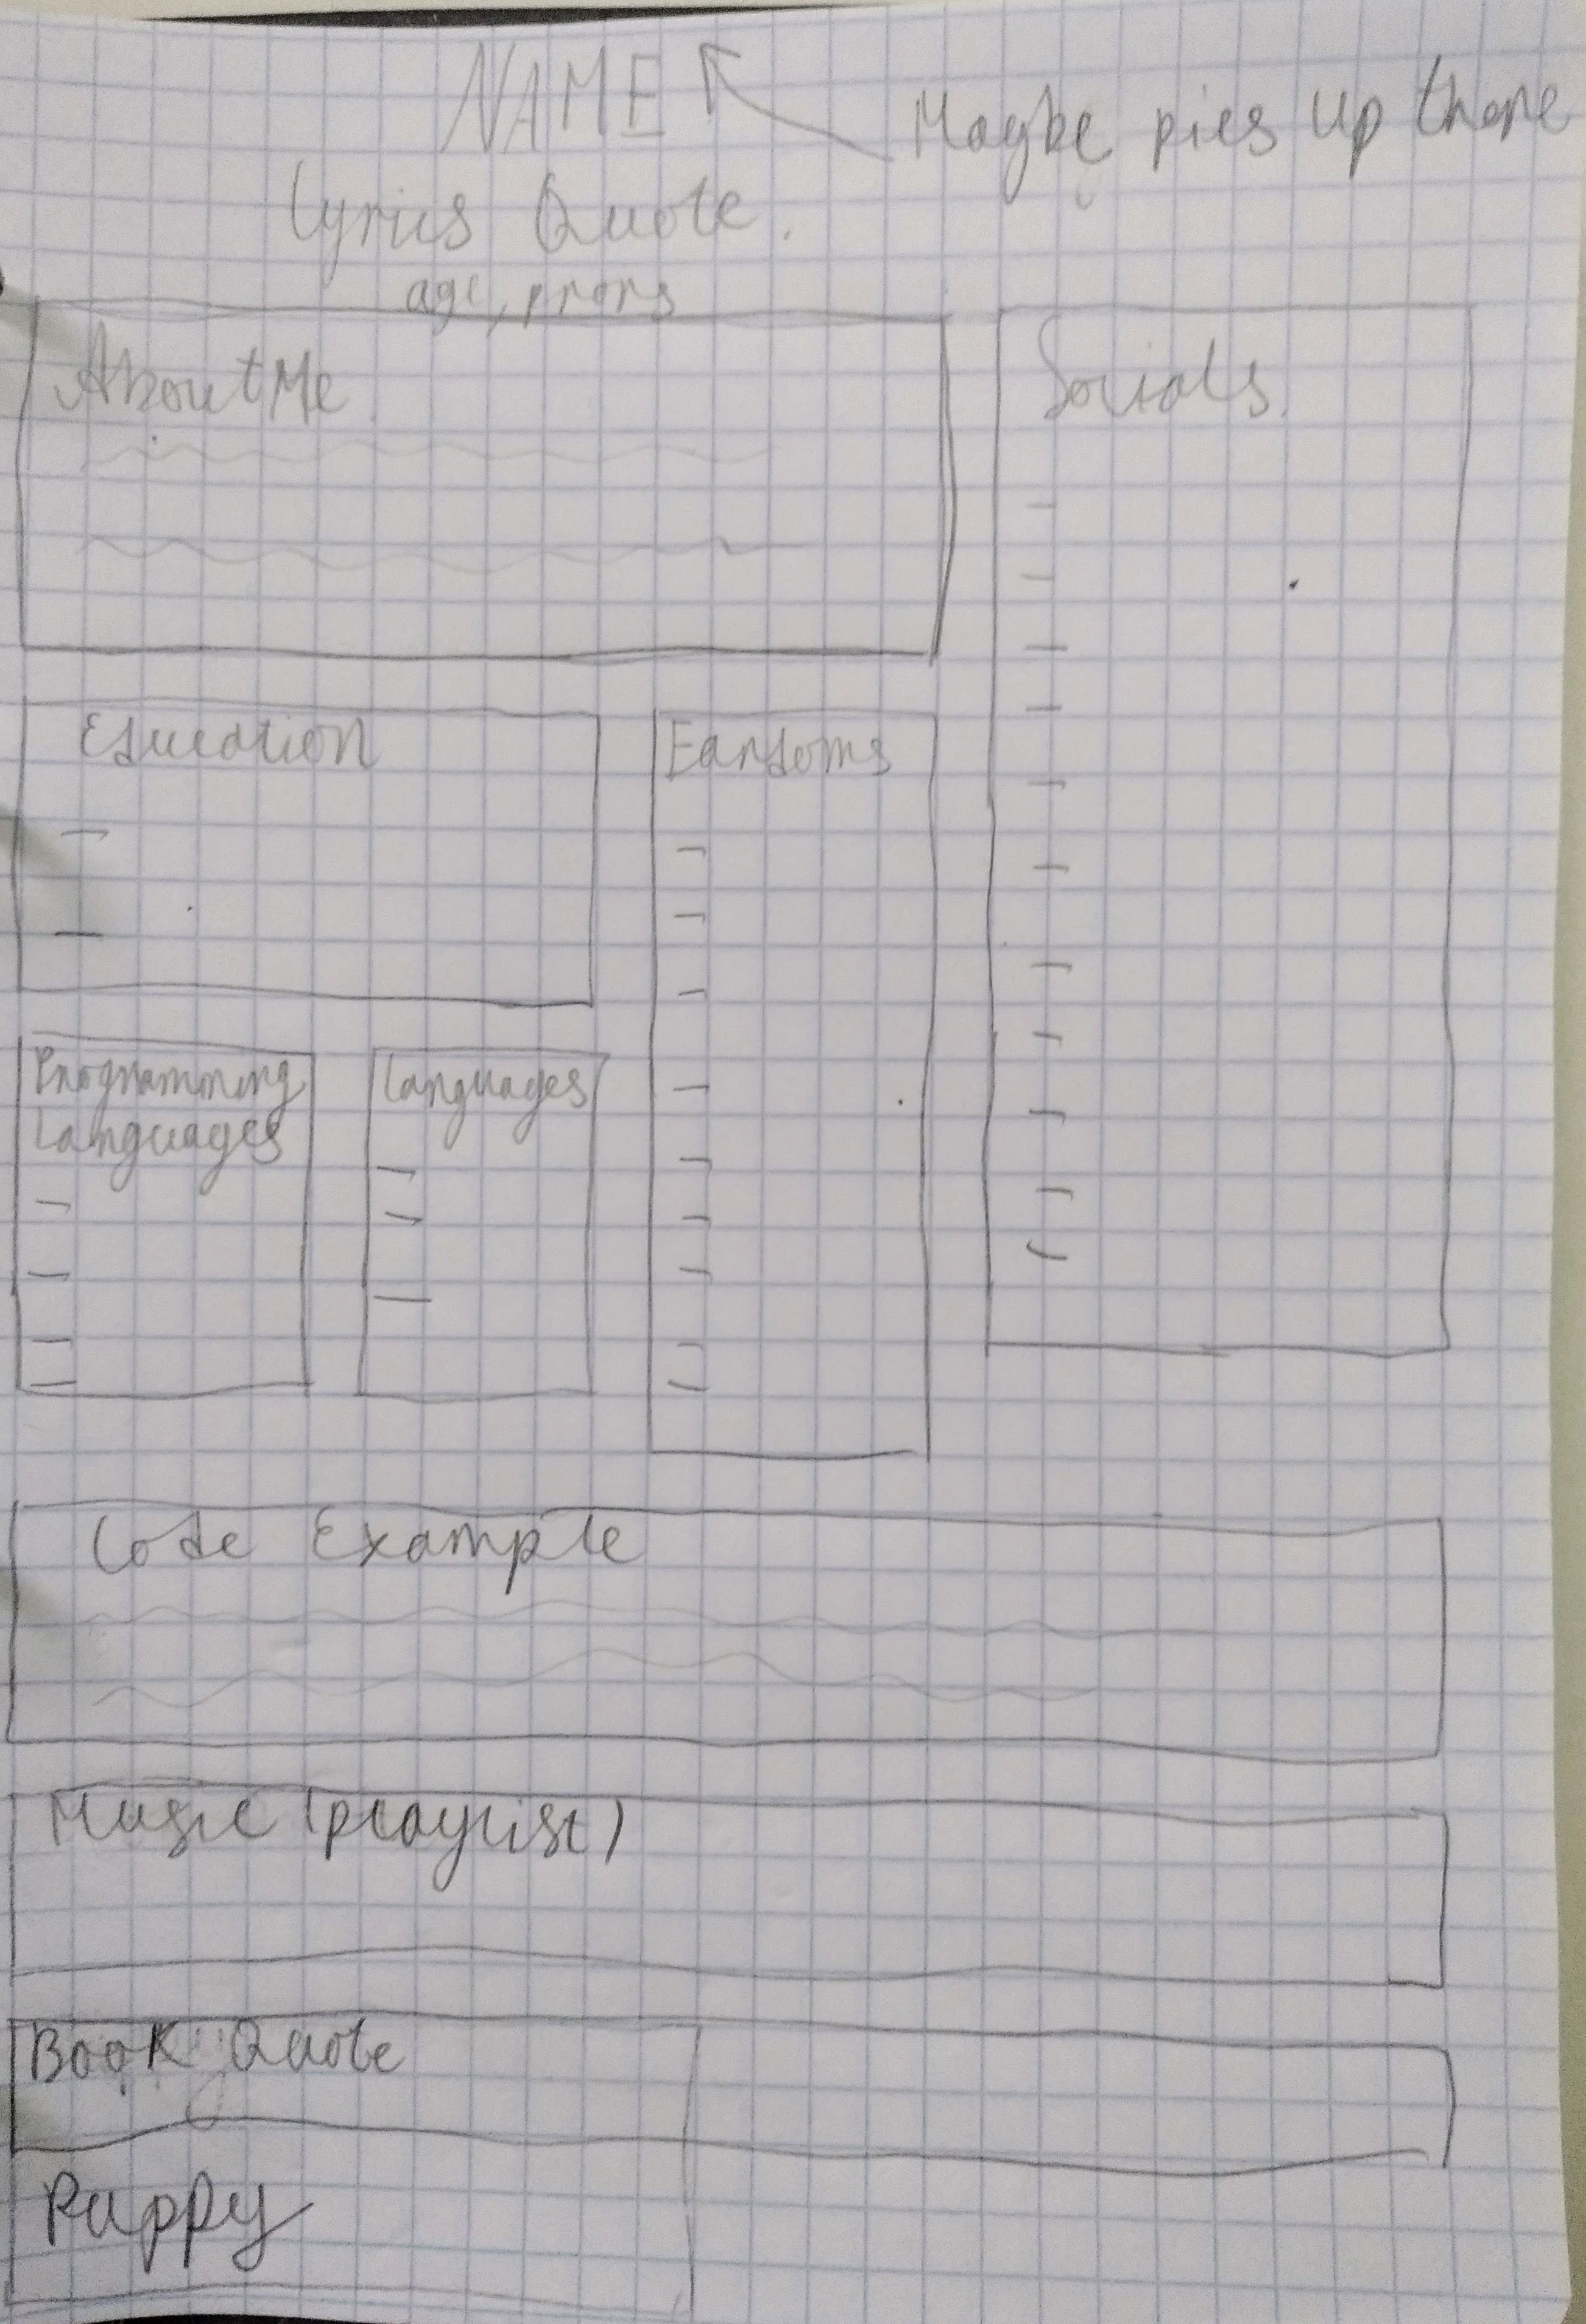 NAME
Maybe pics up there
Lyrics Quote.
age, prons
About Me
Socials.
Education
Fandoms
Programming
Languages
Languages
Code Example
Music (playlist)
Book Quote
Puppy